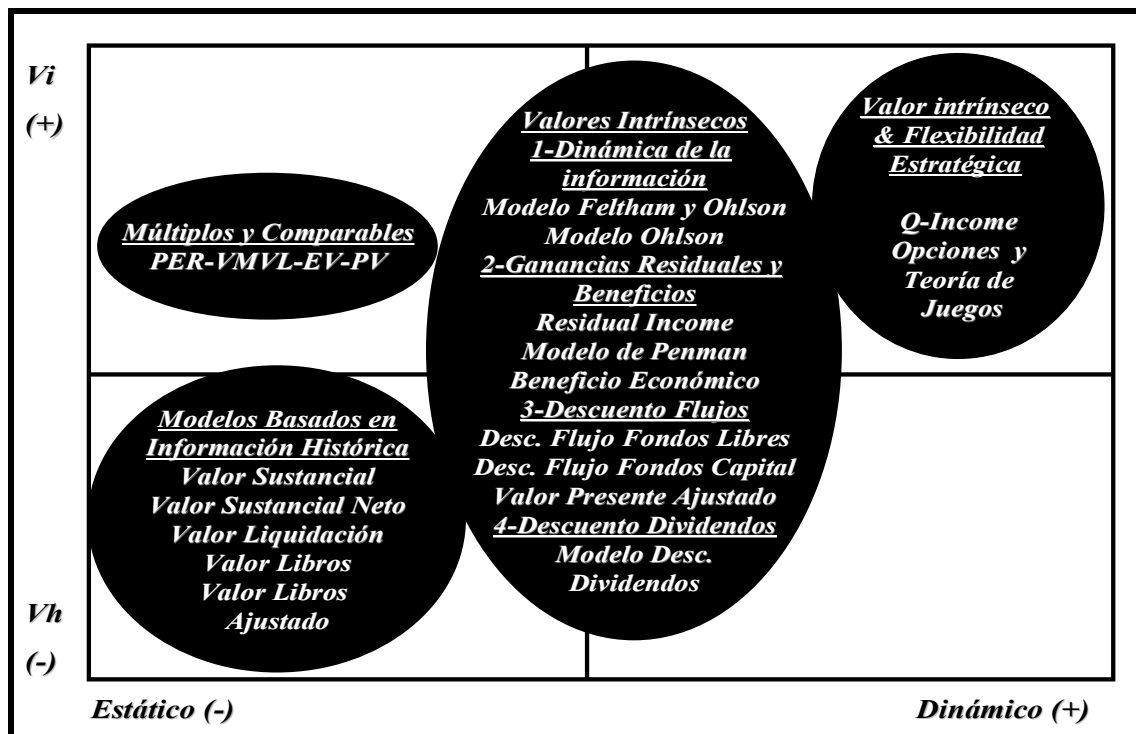 Vi
(+)
Múltiplos y Comparables
PER-VMVL-EV-PV
Valores Intrínsecos
1-Dinámica de la
información
Modelo Feltham y Ohlson
Modelo Ohlson
2-Ganancias Residuales y
Beneficios
Residual Income
Modelo de Penman
Beneficio Económico
3-Descuento Flujos
Desc. Flujo Fondos Libres
Desc. Flujo Fondos Capital
Valor Presente Ajustado
4-Descuento Dividendos
Modelo Desc.
Dividendos
Valor intrínseco
& Flexibilidad
Estratégica
Q-Income
Opciones y
Teoría de
Juegos
Modelos Basados en
Información Histórica
Valor Sustancial
Valor Sustancial Neto
Valor Liquidación
Valor Libros
Valor Libros
Ajustado
Vh
(-)
Estático (-)
Dinámico (+)